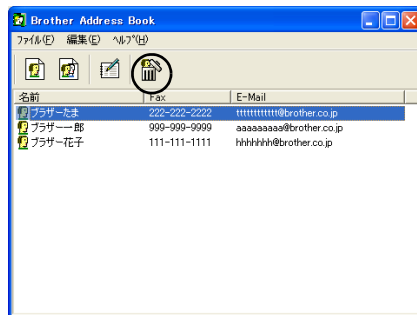 Brother Address Book
ファイル(F) 編集(E) ヘルプ(H)
名前 Fax E-Mail
ブラザーたま 222-222-2222 tttttttttttt@brother.co.jp
ブラザー一郎 999-999-9999 aaaaaaaaa@brother.co.jp
ブラザー花子 111-111-1111 hhhhhhh@brother.co.jp